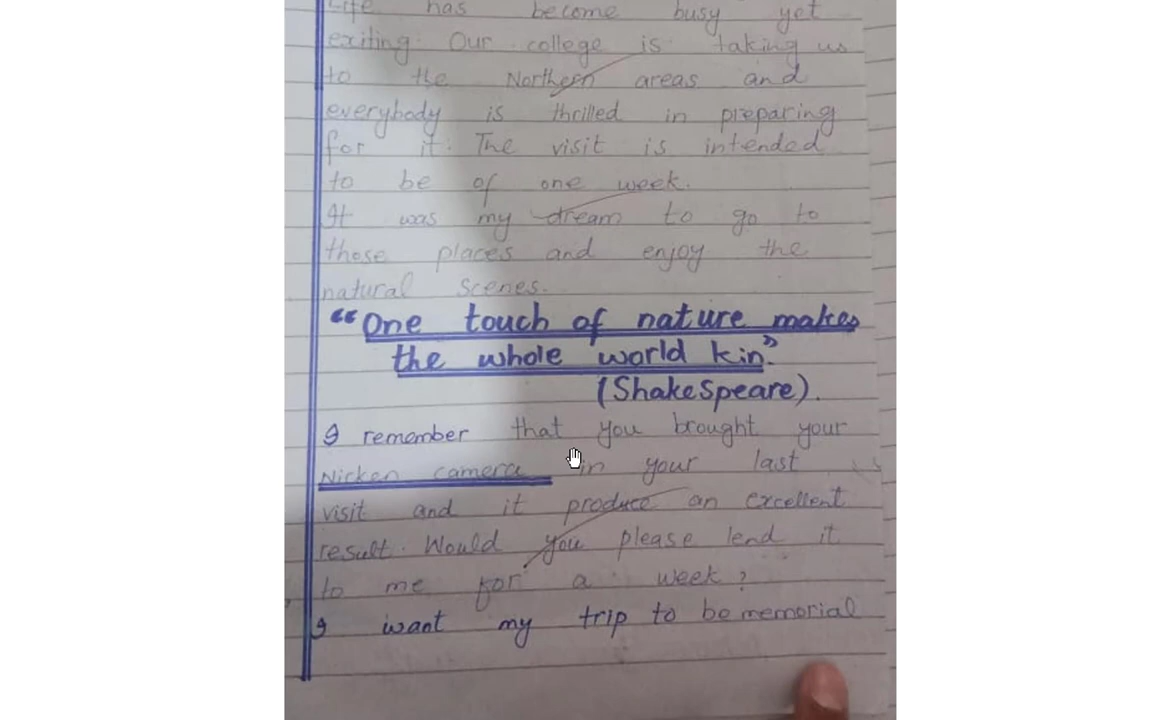 Life has become busy yet
exiting. Our college is taking us
to the Northern areas and
everybody is thrilled in preparing
for it. The visit is intended
to be of one week.
It was my dream to go to
those places and enjoy the
natural scenes.
“One touch of nature makes
the whole world kin”.
(ShakeSpeare).
I remember that you brought your
Nicken camera in your last
visit and it produce an excellent
result. Would you please lend it
to me for a week?
I want my trip to be memorial